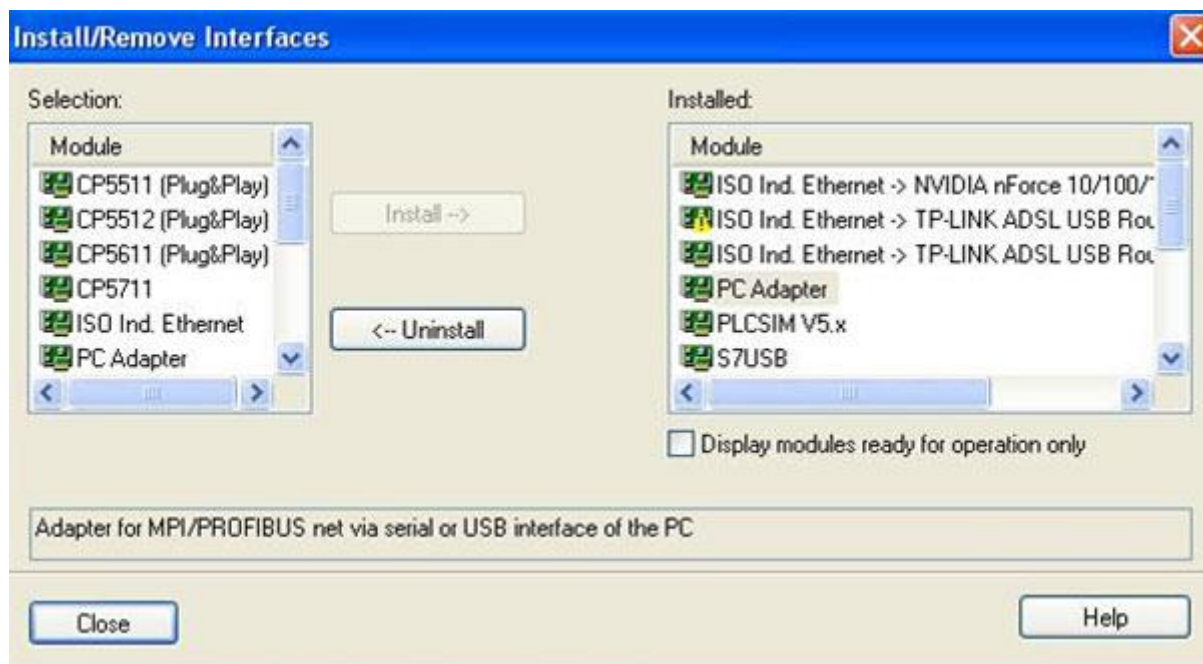 Install/Remove Interfaces
Selection:
Module
CP5511 (Plug&Play)
CP5512 (Plug&Play)
CP5611 (Plug&Play)
CP5711
ISO Ind. Ethernet
PC Adapter
Install -->
<-- Uninstall
Installed:
Module
ISO Ind. Ethernet -> NVIDIA nForce 10/100/
ISO Ind. Ethernet -> TP-LINK ADSL USB Rou
ISO Ind. Ethernet -> TP-LINK ADSL USB Rou
PC Adapter
PLCSIM V5.x
S7USB
Display modules ready for operation only
Adapter for MPI/PROFIBUS net via serial or USB interface of the PC
Close
Help